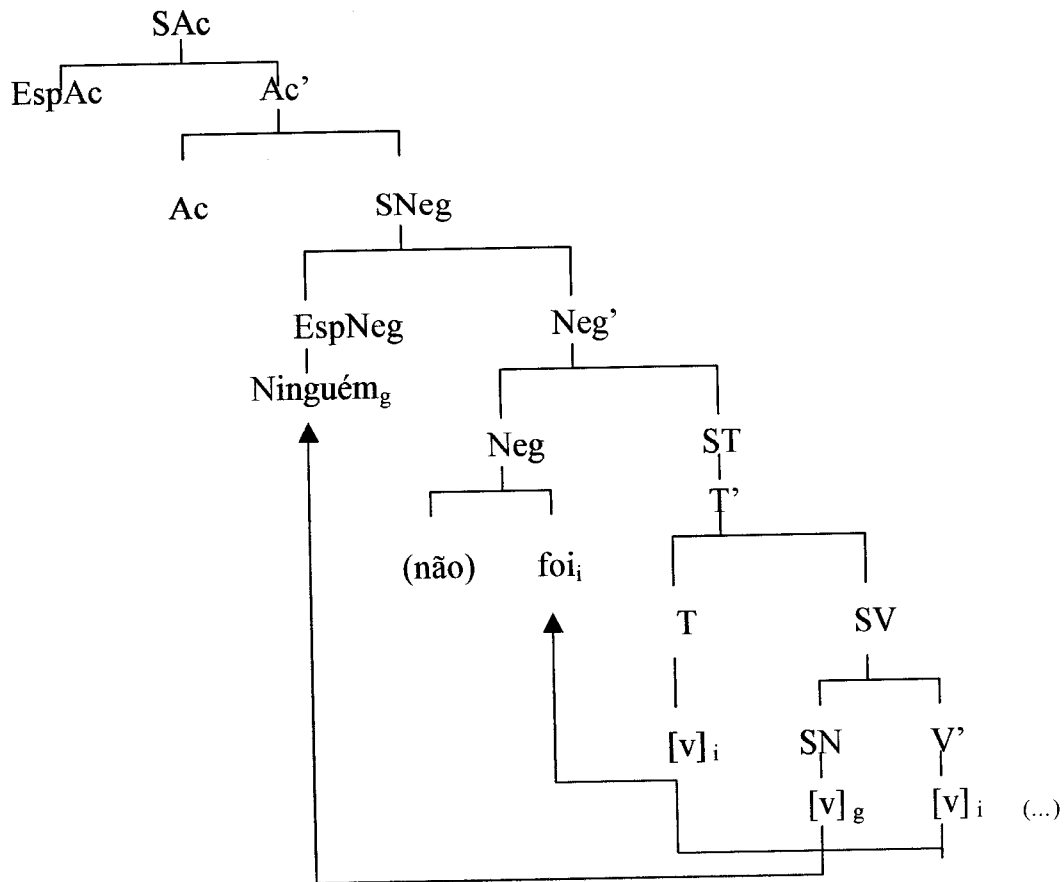 SAc
EspAc Ac’
Ac SNeg
EspNeg Neg’
Ninguémg
Neg ST
T’
(não) foii
T SV
[v] i SN V’
[v] g [v] i (...)